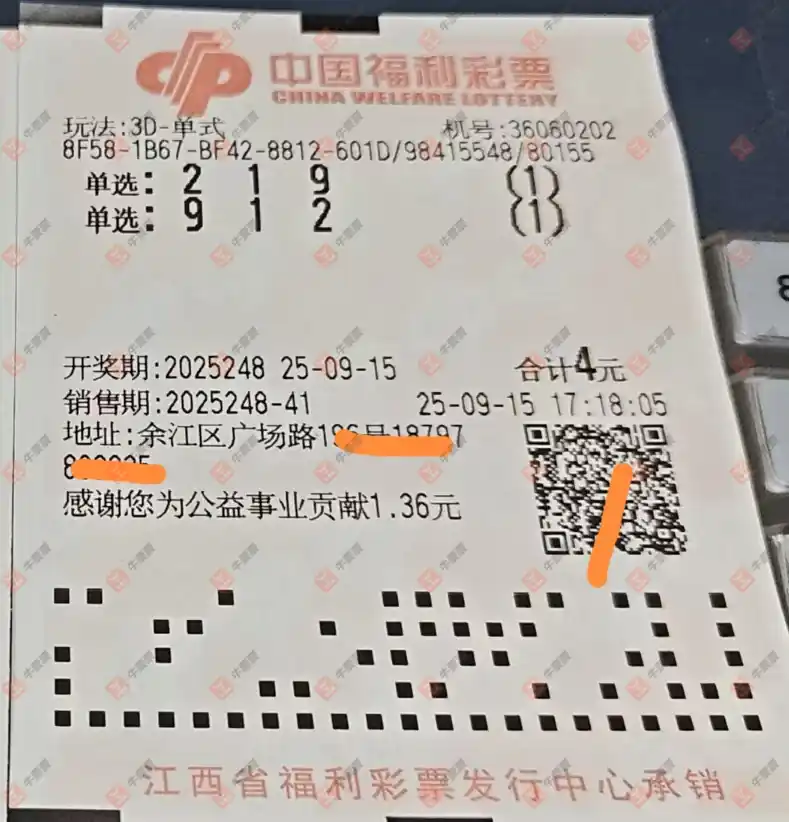 中国福利彩票
CHINA WELFARE LOTTERY
玩法:3D-单式 机号:36060202
8F58-1B67-BF42-8812-601D/98415548/80155
单选: 2 1 9 (1)
单选: 9 1 2 (1)
开奖期:2025248 25-09-15 合计4元
销售期:2025248-41 25-09-15 17:18:05
地址:余江区广场路
感谢您为公益事业贡献1.36元
江西省福利彩票发行中心承销
牛彩票